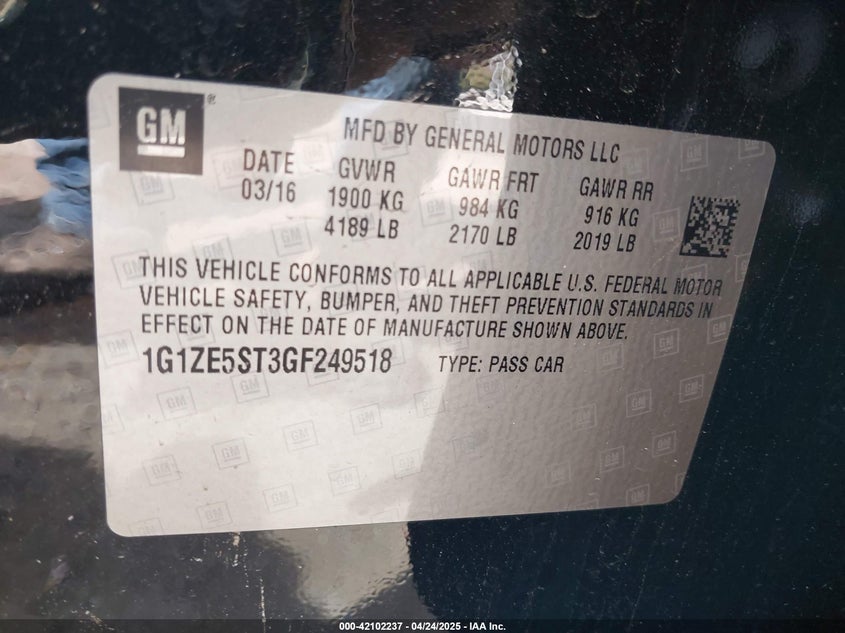 GM ®
MFD BY GENERAL MOTORS LLC
DATE GVWR GAWR FRT GAWR RR
03/16 1900 KG 984 KG 916 KG
4189 LB 2170 LB 2019 LB
THIS VEHICLE CONFORMS TO ALL APPLICABLE U.S. FEDERAL MOTOR
VEHICLE SAFETY, BUMPER, AND THEFT PREVENTION STANDARDS IN
EFFECT ON THE DATE OF MANUFACTURE SHOWN ABOVE.
1G1ZE5ST3GF249518 TYPE: PASS CAR
000-42102237 - 04/24/2025 - IAA Inc.